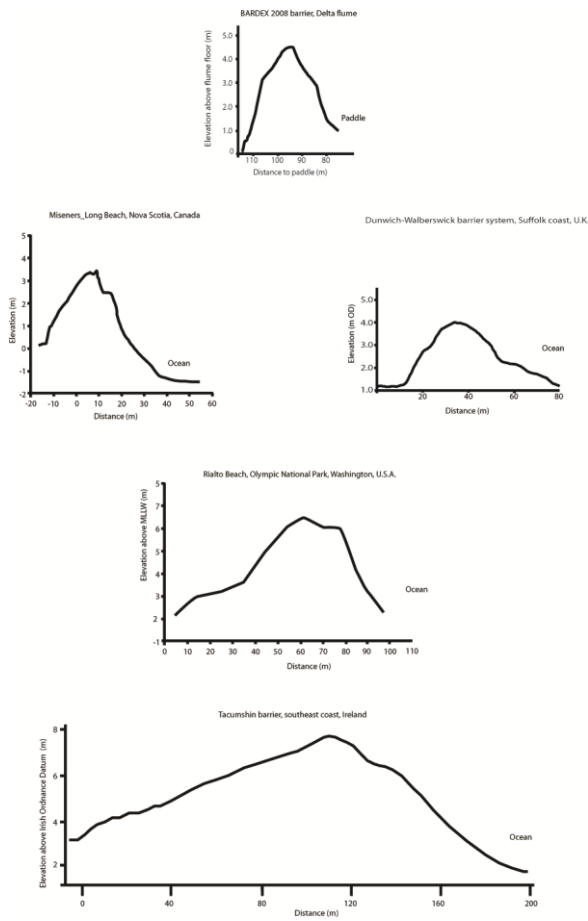 BARDEX 2008 barrier, Delta flume
Elevation above flume floor
5.0
4.0
3.0
2.0
1.0
0
Paddle
110 100 90 80
Distance to paddle (m)
Miseners_Long Beach, Nova Scotia, Canada
Elevation (m)
5
4
3
2
1
0
-1
-2
Ocean
-20 -10 0 10 20 30 40 50 60
Distance (m)
Dunwich-Walberswick barrier system, Suffolk coast, U.K.
Elevation (m OD)
5.0
4.0
3.0
2.0
1.0
Ocean
20 40 60 80
Distance (m)
Rialto Beach, Olympic National Park, Washington, U.S.A.
Elevation above MLLW (m)
5
7
6
5
4
3
2
-1
Ocean
0 10 20 30 40 50 60 70 80 90 100 110
Distance (m)
Tacumshin barrier, southeast coast, Ireland
Elevation above Irish Ordnance Datum (m)
8
6
4
2
Ocean
0 40 80 120 160 200
Distance (m)